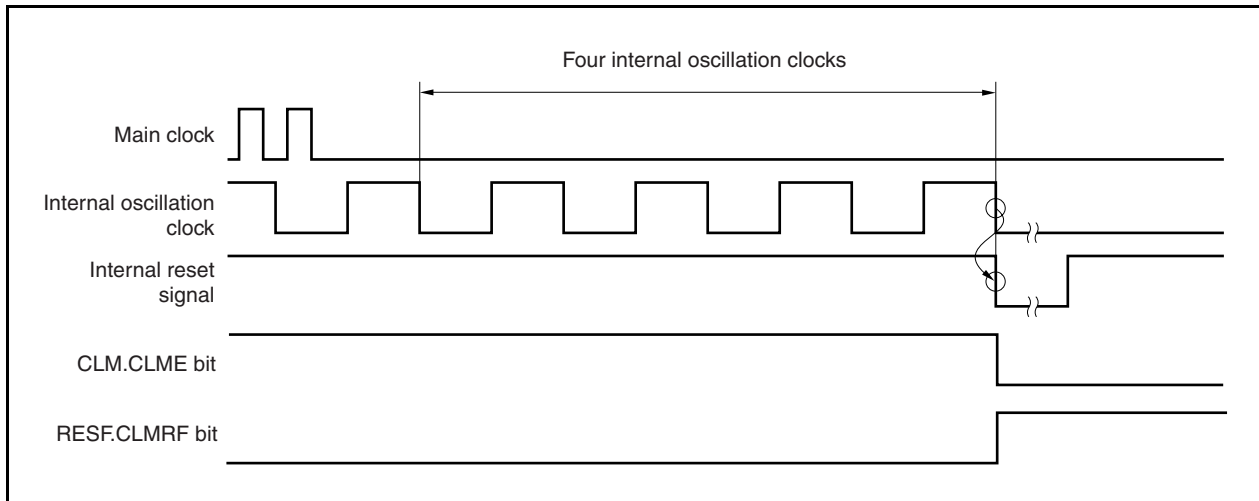 Four internal oscillation clocks
Main clock
Internal oscillation
clock
Internal reset
signal
CLM.CLME bit
RESF.CLMRF bit